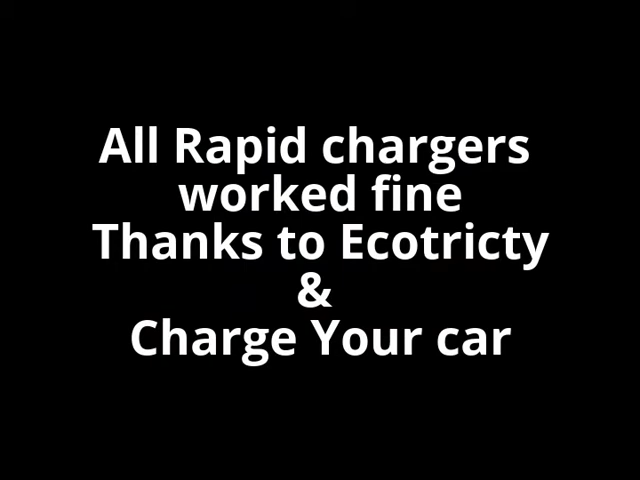 All Rapid chargers
worked fine
Thanks to Ecotricty
&
Charge Your car